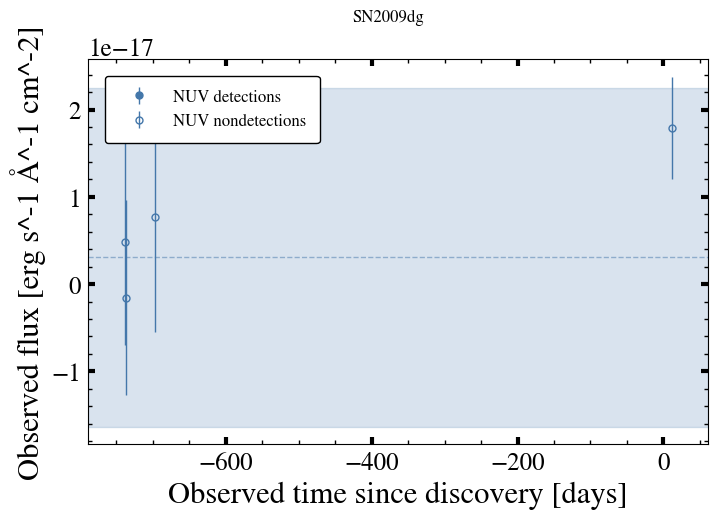 SN2009dg
1e−17
NUV detections
NUV nondetections
2
1
0
−1
Observed flux [erg s^-1 Å^-1 cm^-2]
−600
−400
−200
0
Observed time since discovery [days]